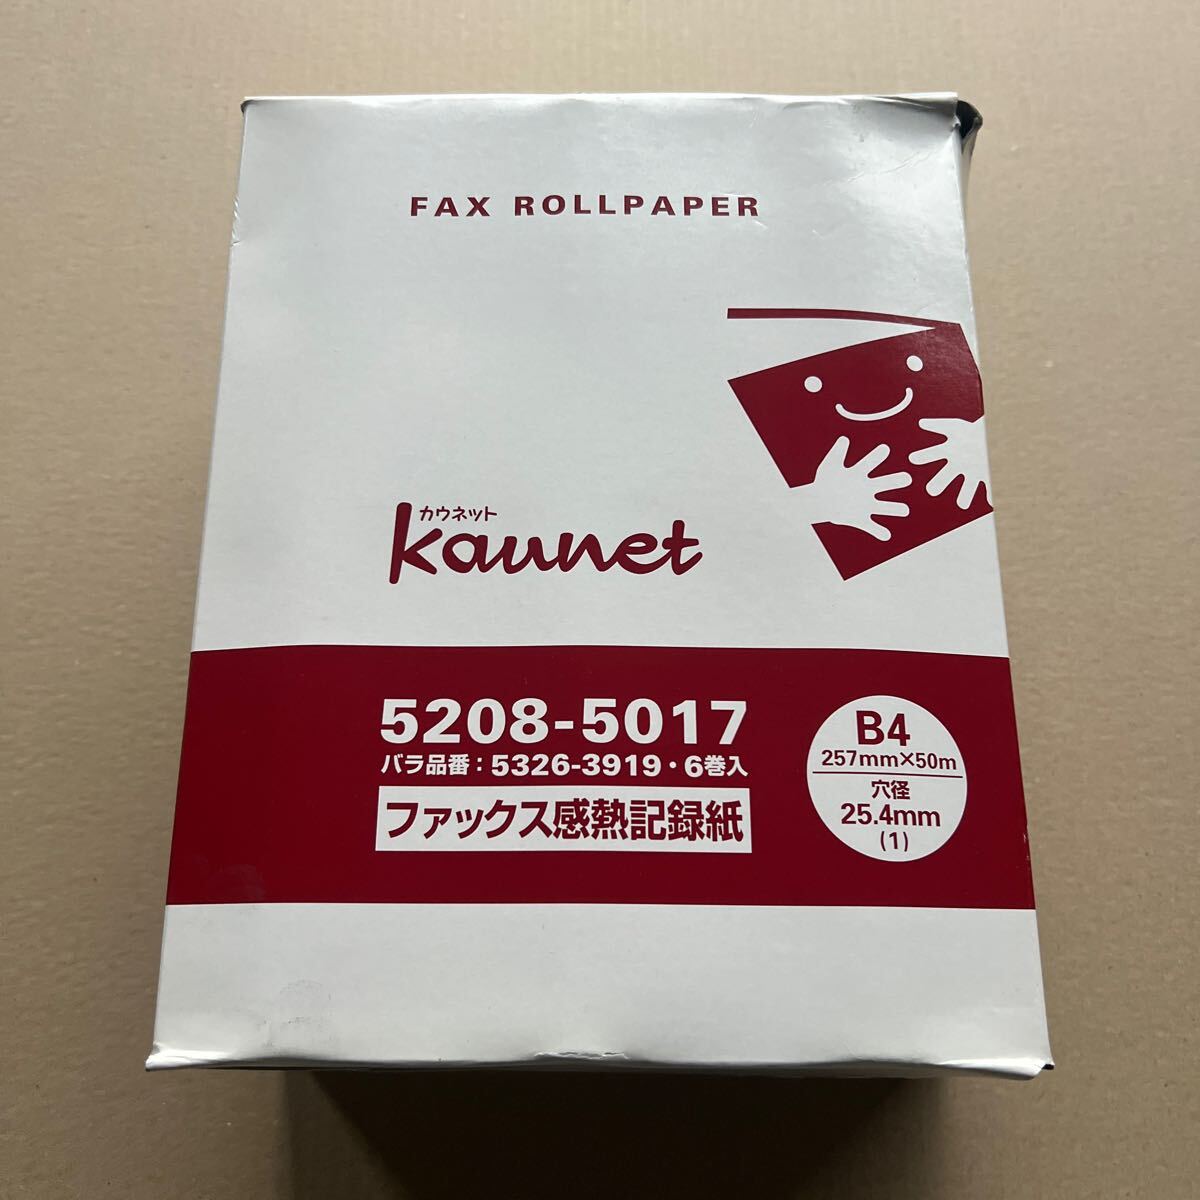 FAX ROLLPAPER
カウネット
kaunet
5208-5017
バラ品番：5326-3919・6巻入
ファックス感熱記録紙
B4
257mm×50m
穴径
25.4mm
(1)